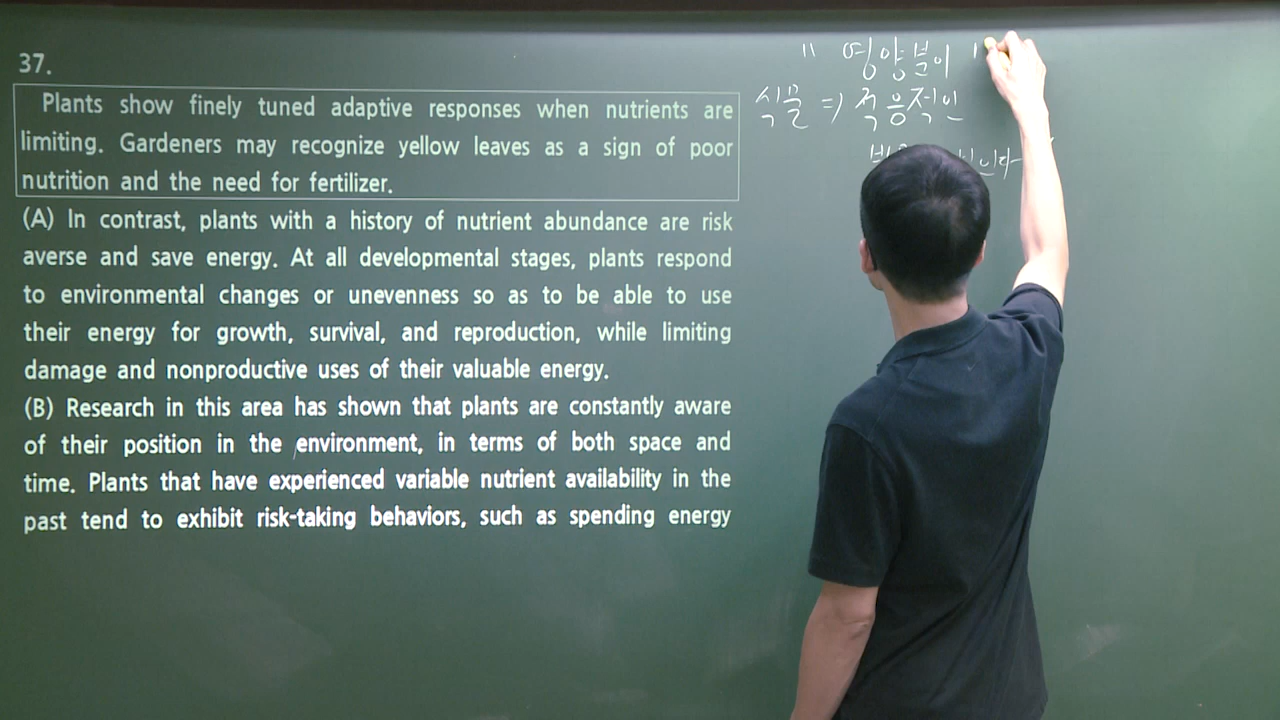 37.
Plants show finely tuned adaptive responses when nutrients are
limiting. Gardeners may recognize yellow leaves as a sign of poor
nutrition and the need for fertilizer.
(A) In contrast, plants with a history of nutrient abundance are risk
averse and save energy. At all developmental stages, plants respond
to environmental changes or unevenness so as to be able to use
their energy for growth, survival, and reproduction, while limiting
damage and nonproductive uses of their valuable energy.
(B) Research in this area has shown that plants are constantly aware
of their position in the environment, in terms of both space and
time. Plants that have experienced variable nutrient availability in the
past tend to exhibit risk-taking behaviors, such as spending energy
" 영양분이
식물 ⇒ 적응적인